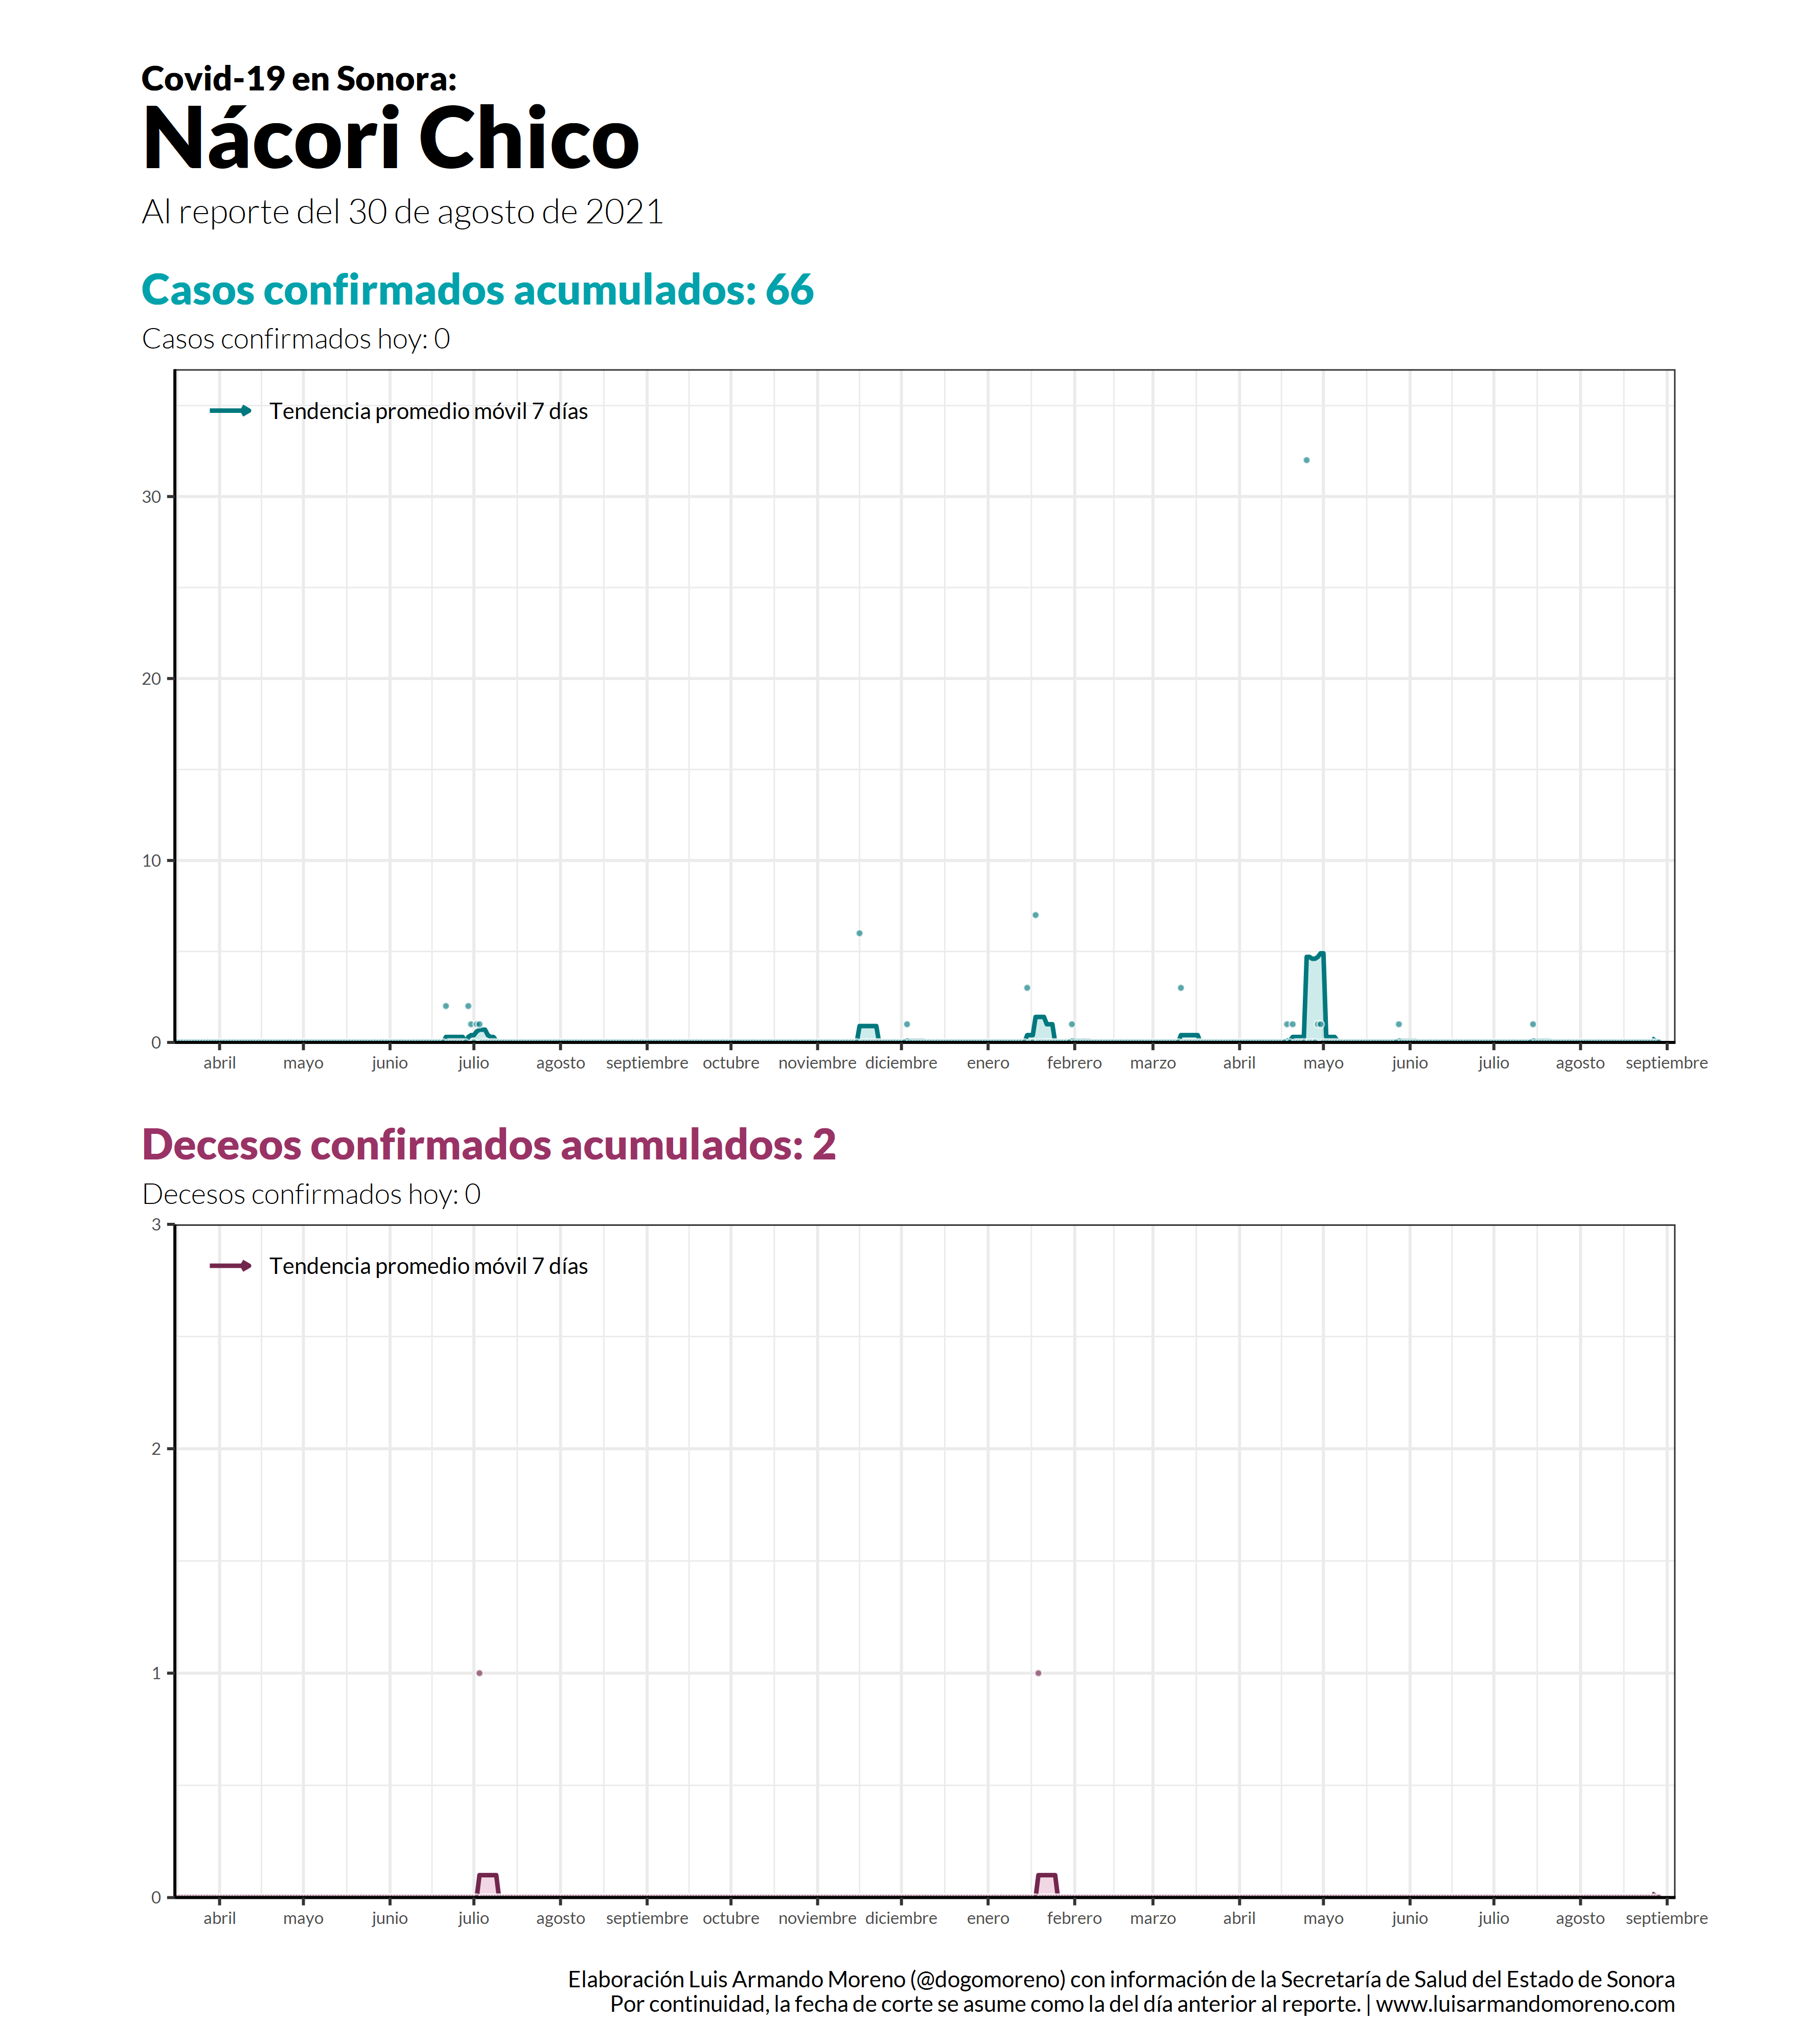 Covid-19 en Sonora:
Nácori Chico
Al reporte del 30 de agosto de 2021
Casos confirmados acumulados: 66
Casos confirmados hoy: 0
Tendencia promedio móvil 7 días
30
20
10
0
abril mayo junio julio agosto septiembre octubre noviembre diciembre enero febrero marzo abril mayo junio julio agosto septiembre
Decesos confirmados acumulados: 2
Decesos confirmados hoy: 0
3
Tendencia promedio móvil 7 días
2
1
0
abril mayo junio julio agosto septiembre octubre noviembre diciembre enero febrero marzo abril mayo junio julio agosto septiembre
Elaboración Luis Armando Moreno (@dogomoreno) con información de la Secretaría de Salud del Estado de Sonora
Por continuidad, la fecha de corte se asume como la del día anterior al reporte. | www.luisarmandomoreno.com